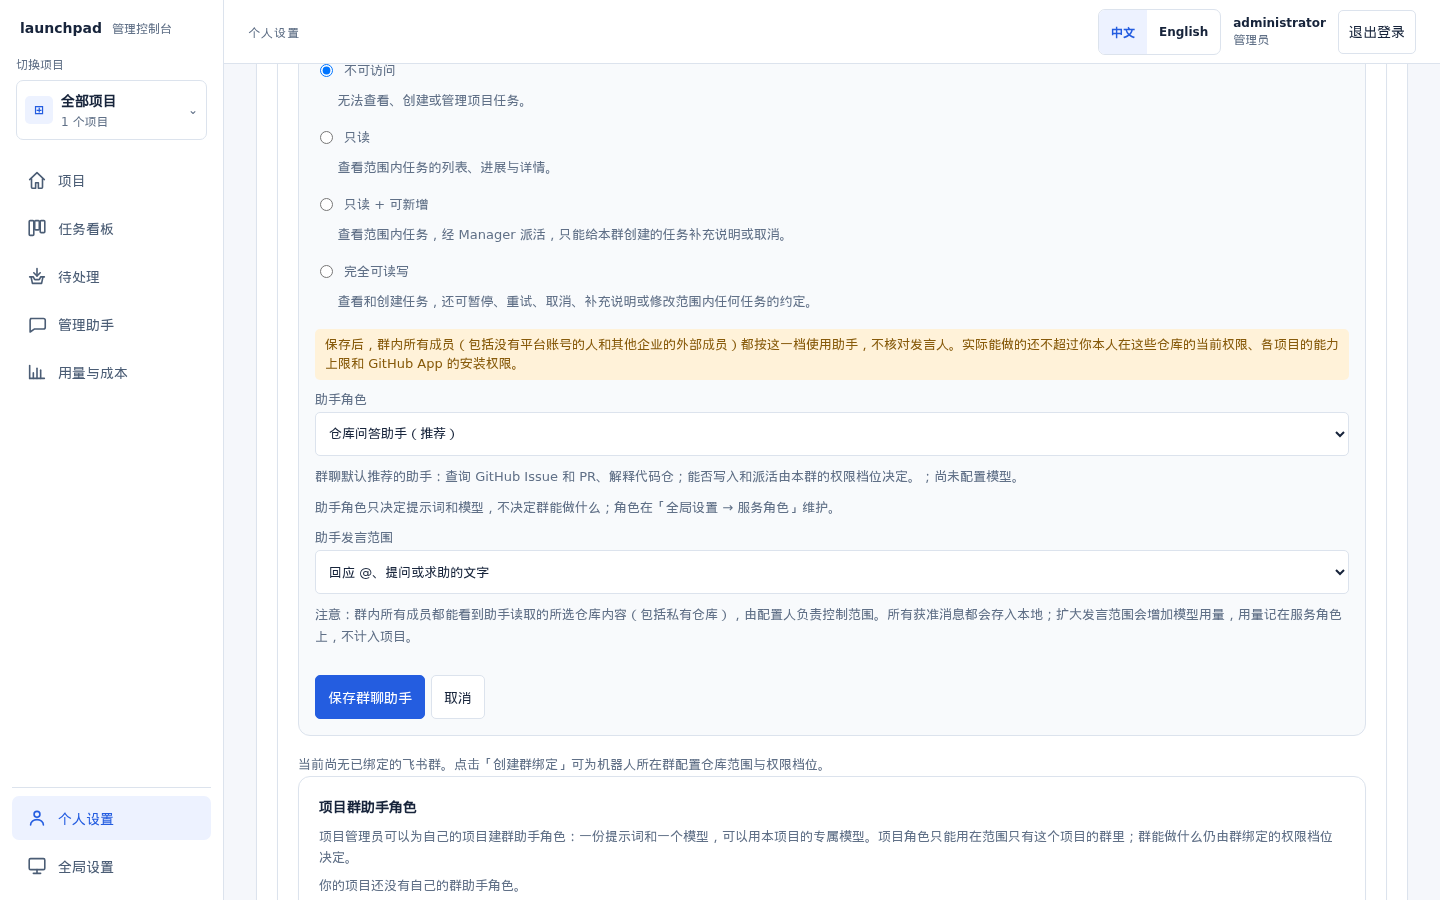 launchpad 管理控制台
切换项目
全部项目
1 个项目
项目
任务看板
待处理
管理助手
用量与成本
个人设置
全局设置
个人设置
中文 English
administrator
管理员
退出登录
不可访问
无法查看、创建或管理项目任务。
只读
查看范围内任务的列表、进展与详情。
只读 + 可新增
查看范围内任务，经 Manager 派活，只能给本群创建的任务补充说明或取消。
完全可读写
查看和创建任务，还可暂停、重试、取消、补充说明或修改范围内任何任务的约定。
保存后，群内所有成员（包括没有平台账号的人和其他企业的外部成员）都按这一档使用助手，不核对发言人。实际能做的还不超过你本人在这些仓库的当前权限、各项目的能力
上限和 GitHub App 的安装权限。
助手角色
仓库问答助手（推荐）
群聊默认推荐的助手：查询 GitHub Issue 和 PR、解释代码仓；能否写入和派活由本群的权限档位决定。；尚未配置模型。
助手角色只决定提示词和模型，不决定群能做什么；角色在「全局设置 → 服务角色」维护。
助手发言范围
回应 @、提问或求助的文字
注意：群内所有成员都能看到助手读取的所选仓库内容（包括私有仓库），由配置人负责控制范围。所有获准消息都会存入本地；扩大发言范围会增加模型用量，用量记在服务角色
上，不计入项目。
保存群聊助手 取消
当前尚无已绑定的飞书群。点击「创建群绑定」可为机器人所在群配置仓库范围与权限档位。
项目群助手角色
项目管理员可以为自己的项目建群助手角色：一份提示词和一个模型，可以用本项目的专属模型。项目角色只能用在范围只有这个项目的群里；群能做什么仍由群绑定的权限档位
决定。
你的项目还没有自己的群助手角色。